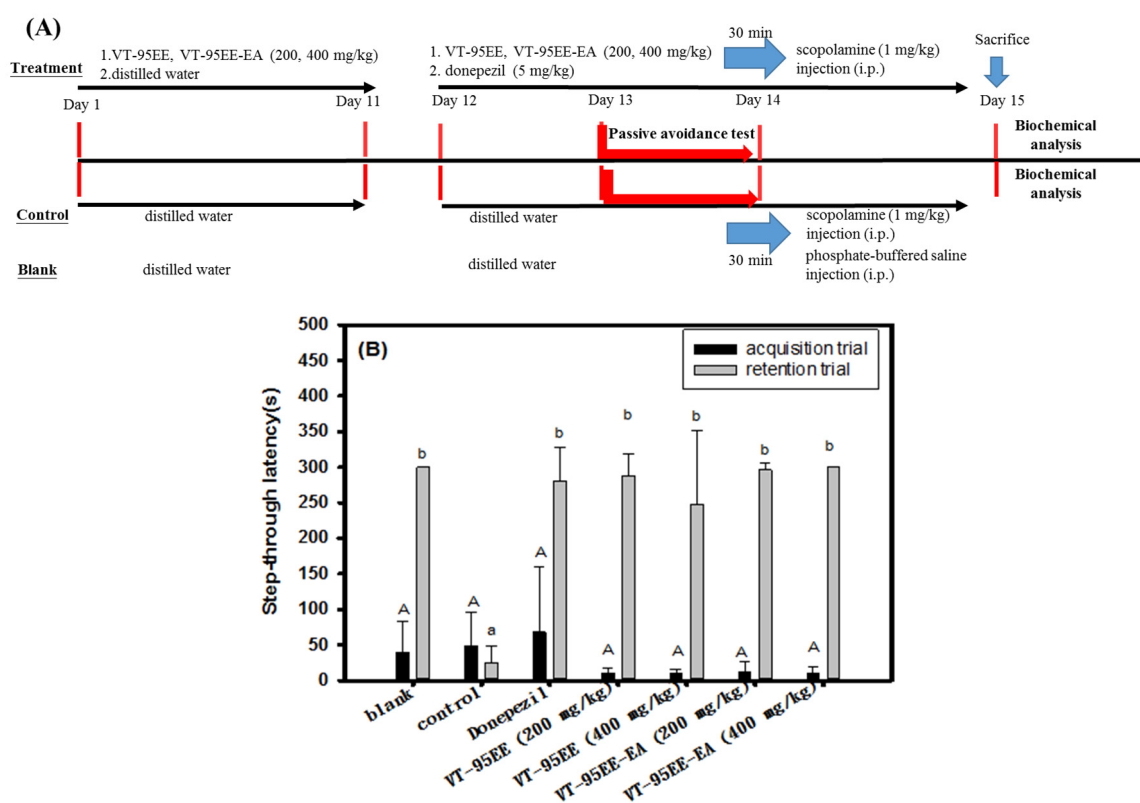 (A)
Treatment
1.VT-95EE, VT-95EE-EA (200, 400 mg/kg)
2.distilled water
1. VT-95EE, VT-95EE-EA (200, 400 mg/kg)
2. donepezil (5 mg/kg)
30 min
scopolamine (1 mg/kg)
injection (i.p.)
Sacrifice
Day 1
Day 11
Day 12
Day 13
Day 14
Day 15
Passive avoidance test
Biochemical
analysis
Biochemical
analysis
Control
distilled water
distilled water
scopolamine (1 mg/kg)
injection (i.p.)
Blank
distilled water
distilled water
30 min
phosphate-buffered saline
injection (i.p.)
(B)
acquisition trial
retention trial
Step-through latency(s)
500
450
400
350
300
250
200
150
100
50
0
A
b
A
a
A
b
A
b
A
b
A
b
A
b
blank
control
Donepezil
VT-95EE (200 mg/kg)
VT-95EE (400 mg/kg)
VT-95EE-EA (200 mg/kg)
VT-95EE-EA (400 mg/kg)